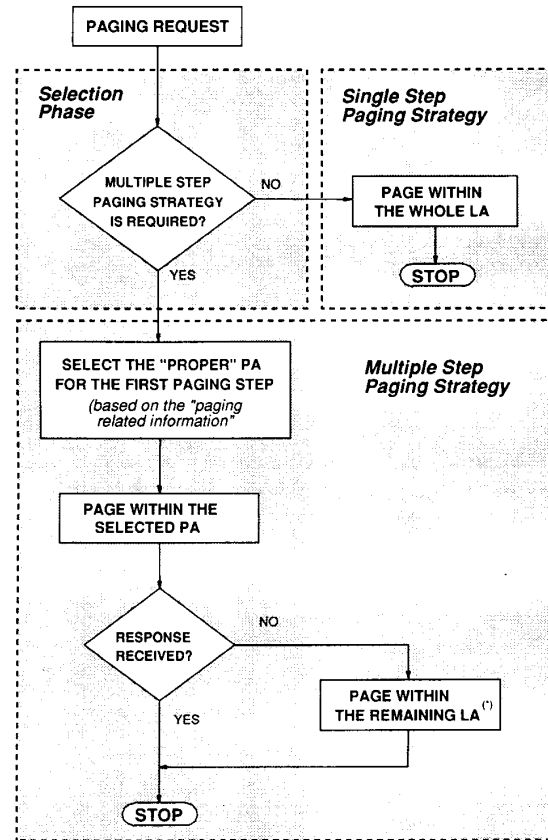 PAGING REQUEST
Selection
Phase
Single Step
Paging Strategy
MULTIPLE STEP
PAGING STRATEGY
IS REQUIRED?
NO
PAGE WITHIN
THE WHOLE LA
STOP
YES
SELECT THE "PROPER" PA
FOR THE FIRST PAGING STEP
(based on the "paging
related information"
Multiple Step
Paging Strategy
PAGE WITHIN THE
SELECTED PA
RESPONSE
RECEIVED?
NO
PAGE WITHIN
THE REMAINING LA (*)
YES
STOP